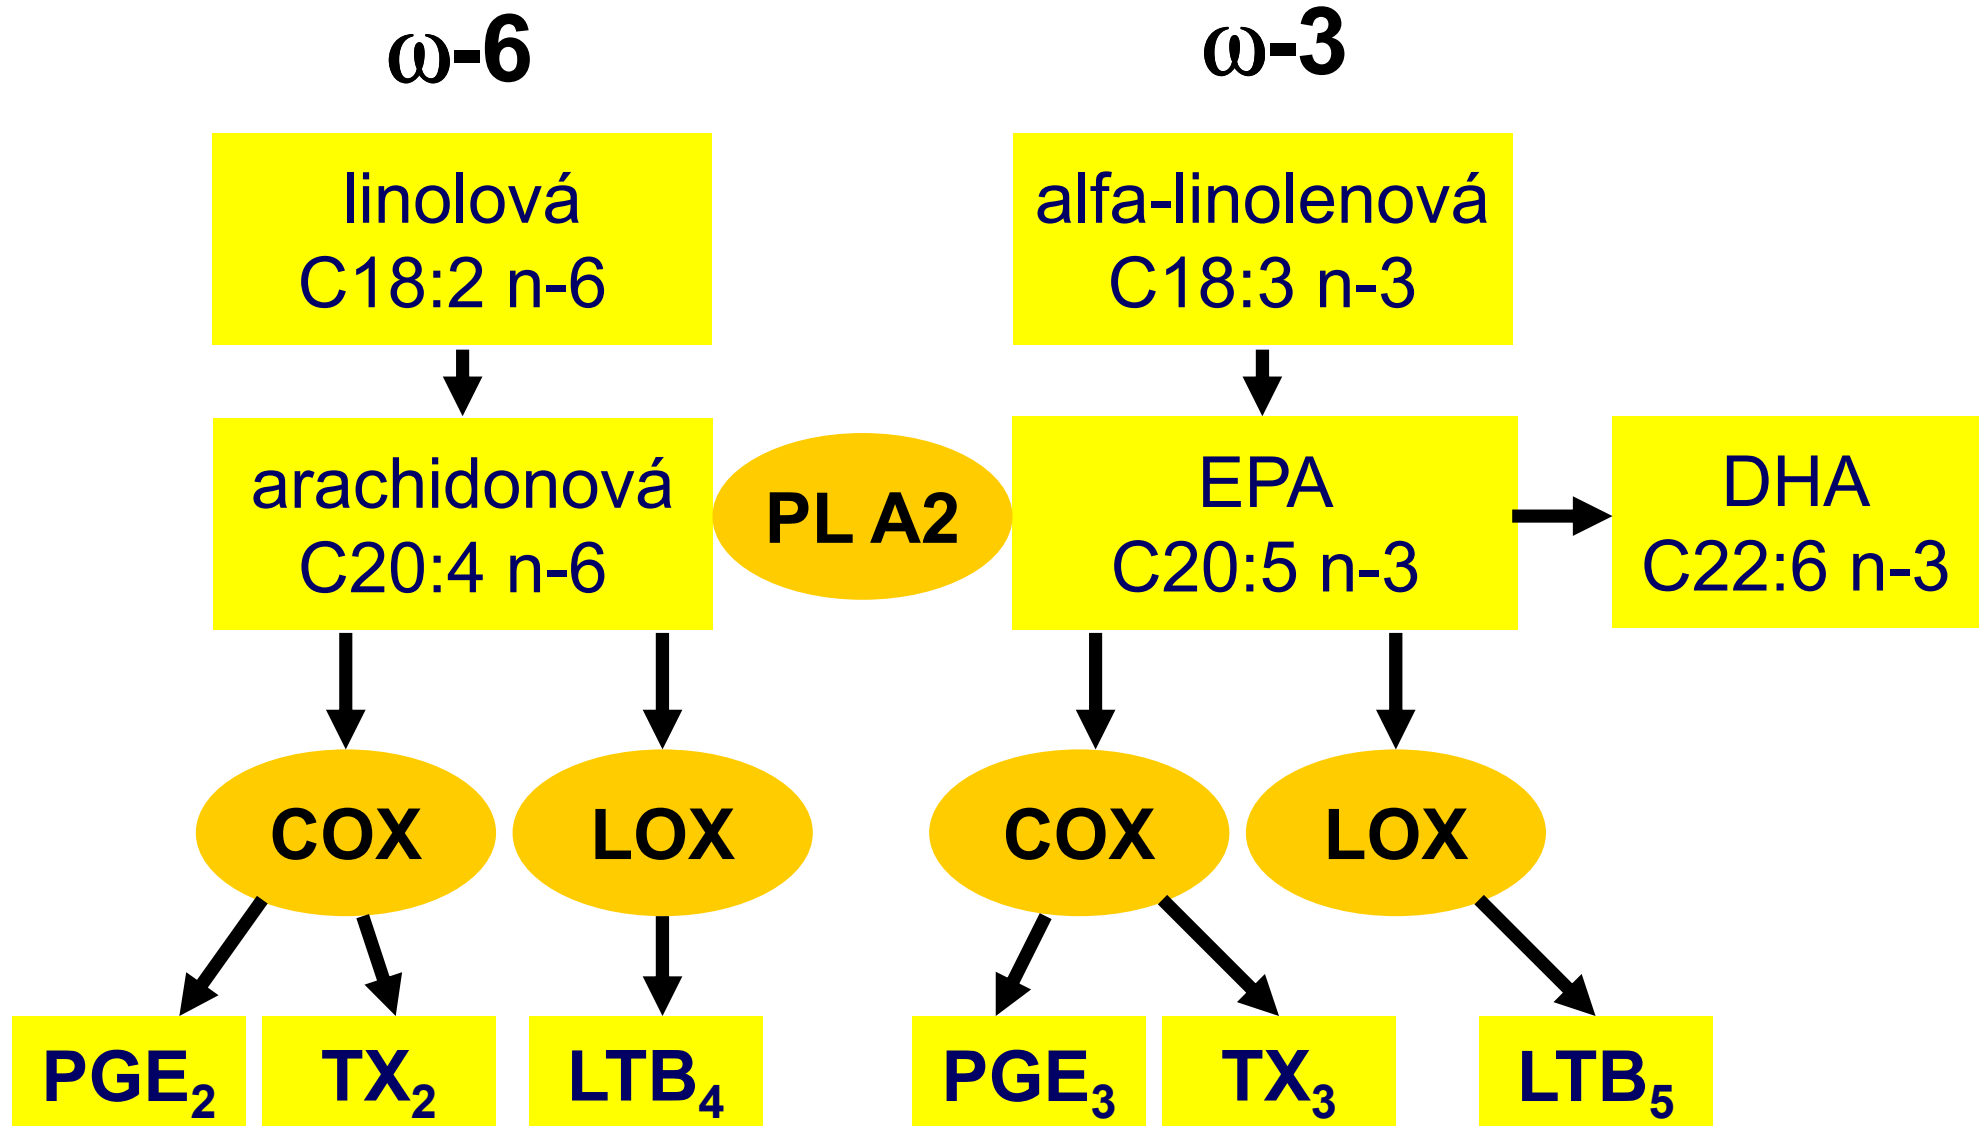 ω-6
ω-3
linolová
C18:2 n-6
alfa-linolenová
C18:3 n-3
arachidonová
C20:4 n-6
PL A2
EPA
C20:5 n-3
DHA
C22:6 n-3
COX
LOX
COX
LOX
PGE₂
TX₂
LTB₄
PGE₃
TX₃
LTB₅